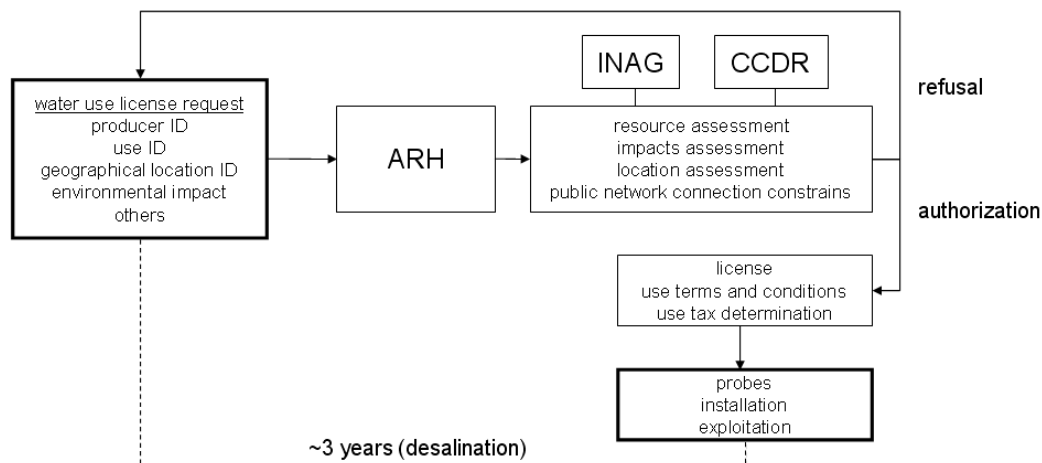 INAG
CCDR
refusal
water use license request
producer ID
use ID
geographical location ID
environmental impact
others
ARH
resource assessment
impacts assessment
location assessment
public network connection constrains
authorization
license
use terms and conditions
use tax determination
probes
installation
exploitation
~3 years (desalination)